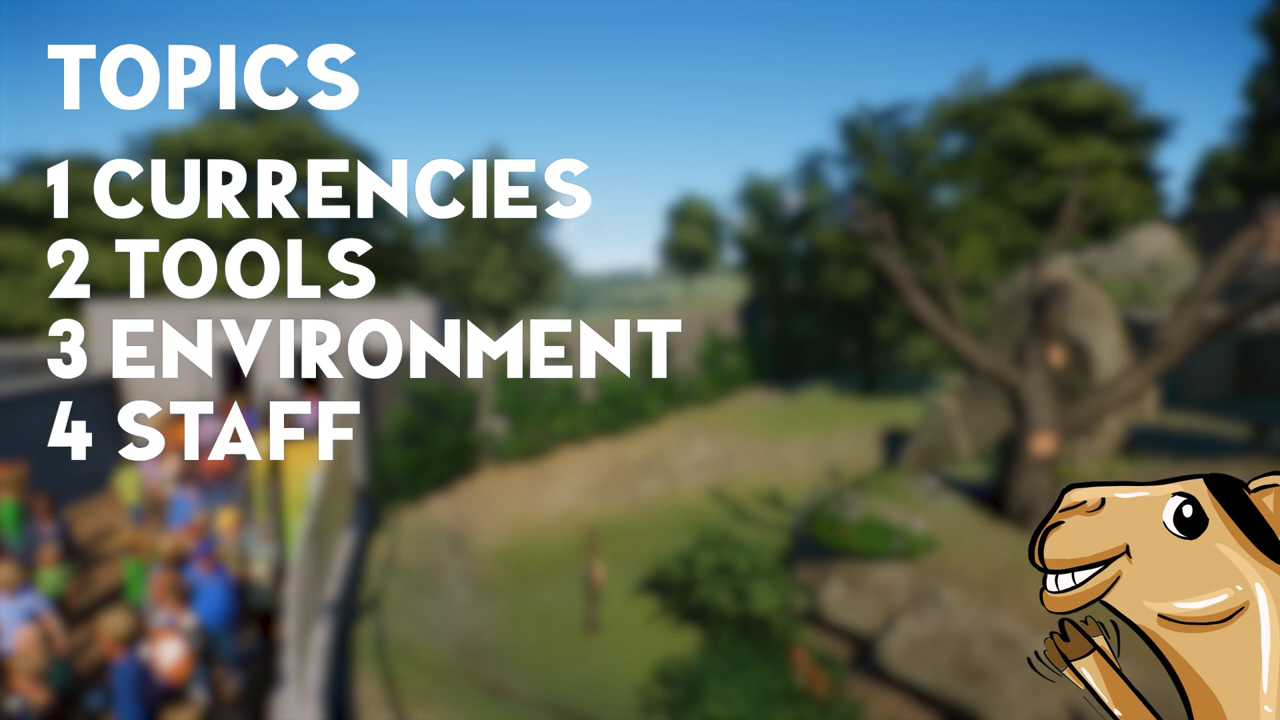 TOPICS
1 CURRENCIES
2 TOOLS
3 ENVIRONMENT
4 STAFF